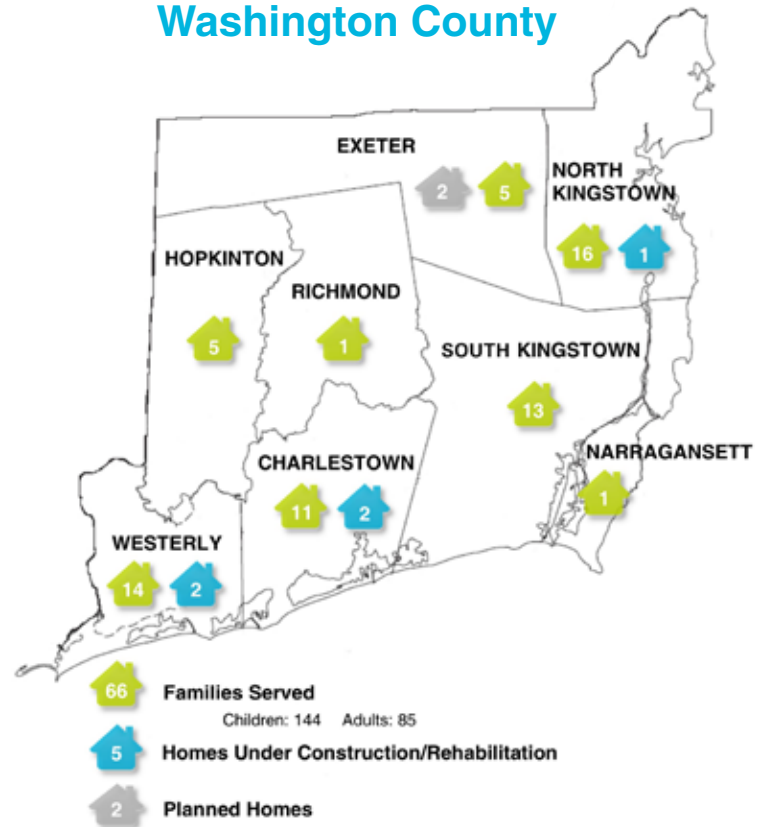 Washington County
EXETER
2
5
NORTH
KINGSTOWN
16
1
HOPKINTON
5
RICHMOND
1
SOUTH KINGSTOWN
13
NARRAGANSETT
1
CHARLESTOWN
11
2
WESTERLY
14
2
66 Families Served
Children: 144 Adults: 85
5 Homes Under Construction/Rehabilitation
2 Planned Homes